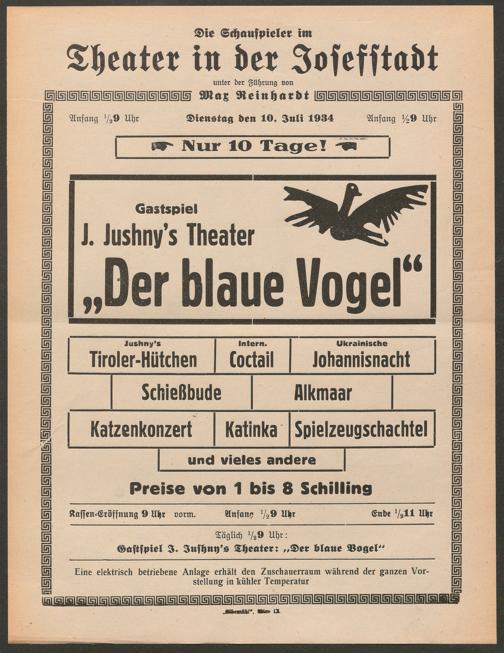 Die Schauspieler im
Theater in der Josefstadt
unter der Führung von
Max Reinhardt
Anfang ½9 Uhr Dienstag den 10. Juli 1934 Anfang ½9 Uhr
Nur 10 Tage!
Gastspiel
J. Jushny's Theater
„Der blaue Vogel“
Jushny's Intern. Ukrainische
Tiroler-Hütchen Coctail Johannisnacht
Schießbude Alkmaar
Katzenkonzert Katinka Spielzeugschachtel
und vieles andere
Preise von 1 bis 8 Schilling
Kassen-Eröffnung 9 Uhr vorm. Anfang ½9 Uhr Ende ½11 Uhr
Täglich ½9 Uhr:
Gastspiel J. Jushny's Theater: „Der blaue Vogel“
Eine elektrisch betriebene Anlage erhält den Zuschauerraum während der ganzen Vor-
stellung in kühler Temperatur